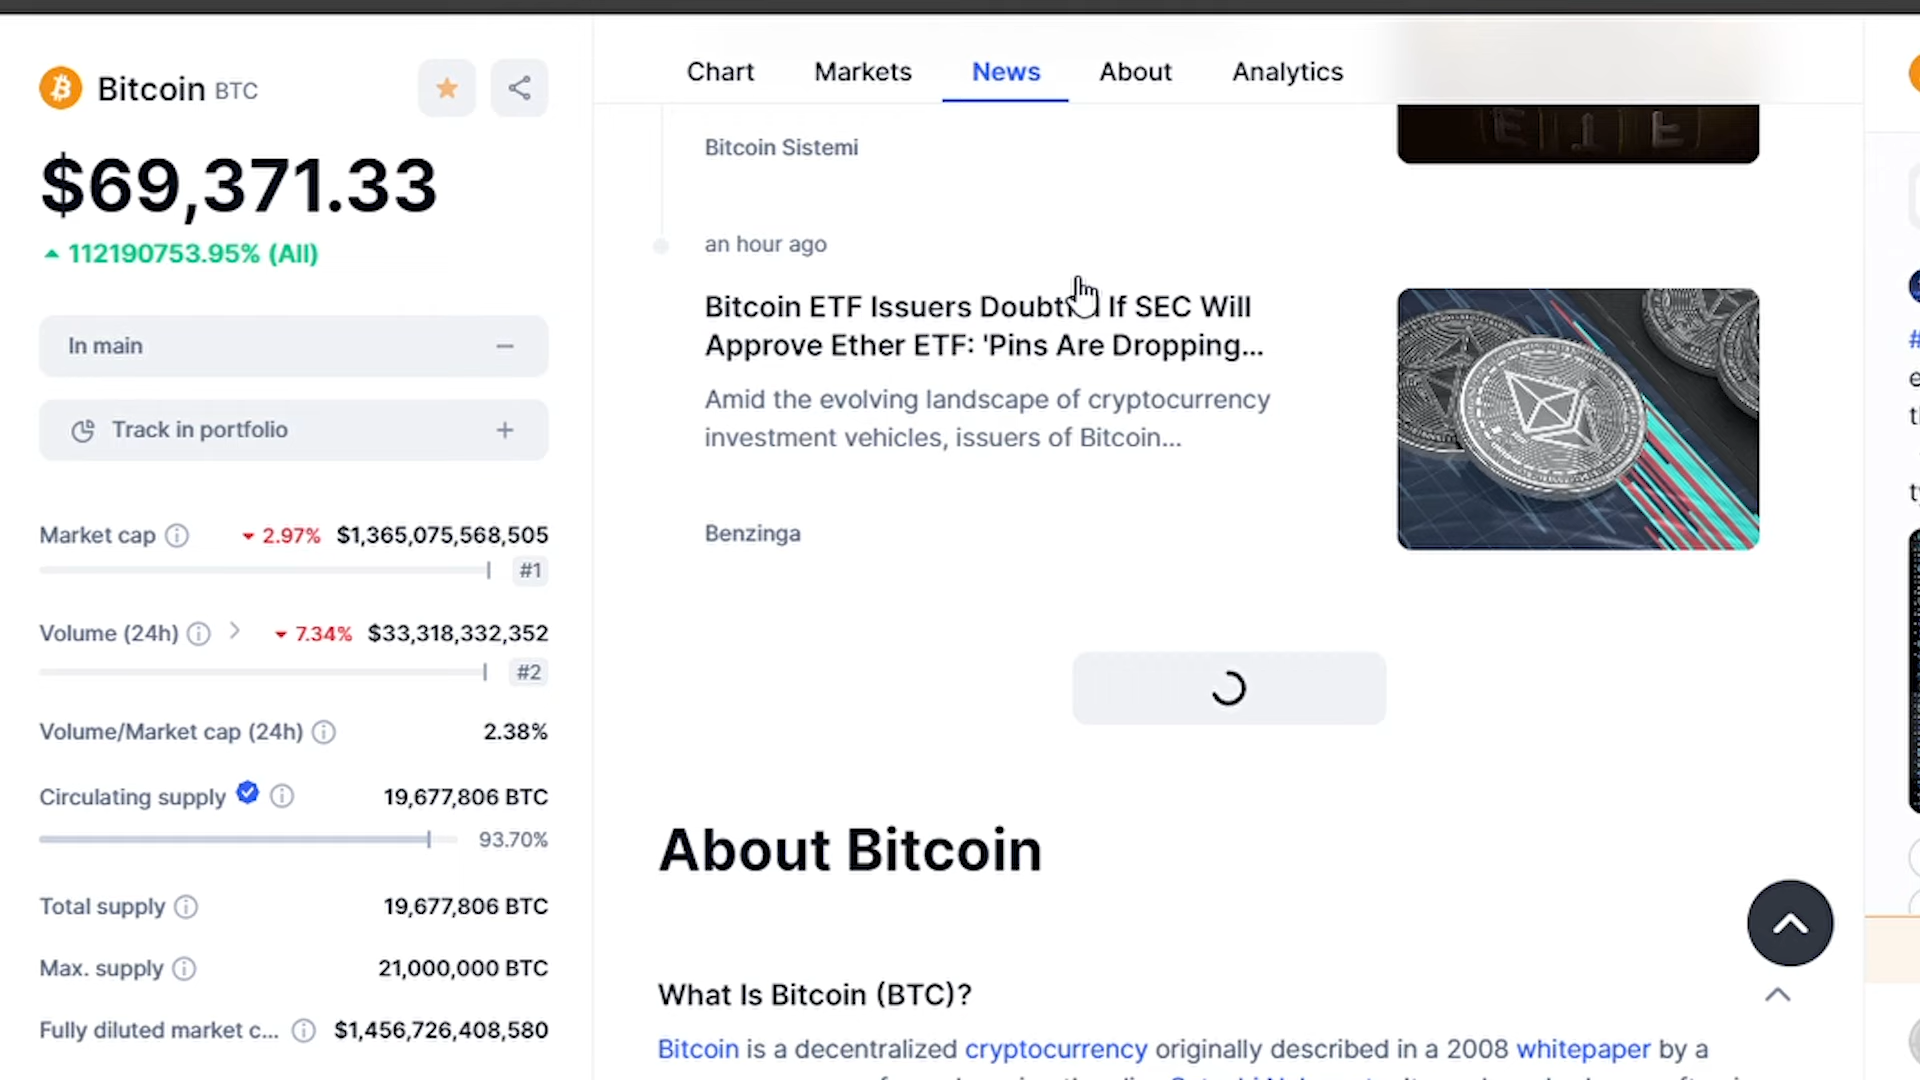 Bitcoin BTC
$69,371.33
112190753.95% (All)
In main
Track in portfolio
Market cap 2.97% $1,365,075,568,505
#1
Volume (24h) 7.34% $33,318,332,352
#2
Volume/Market cap (24h) 2.38%
Circulating supply 19,677,806 BTC
93.70%
Total supply 19,677,806 BTC
Max. supply 21,000,000 BTC
Fully diluted market c... $1,456,726,408,580
Chart Markets News About Analytics
Bitcoin Sistemi
an hour ago
Bitcoin ETF Issuers If SEC Will
Approve Ether ETF: 'Pins Are Dropping...
Amid the evolving landscape of cryptocurrency
investment vehicles, issuers of Bitcoin...
Benzinga
About Bitcoin
What Is Bitcoin (BTC)?
Bitcoin is a decentralized cryptocurrency originally described in a 2008 whitepaper by a